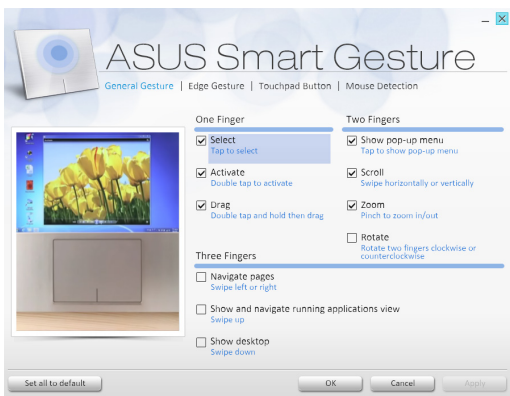 ASUS Smart Gesture
General Gesture | Edge Gesture | Touchpad Button | Mouse Detection
One Finger
Select
Tap to select
Activate
Double tap to activate
Drag
Double tap and hold then drag
Two Fingers
Show pop-up menu
Tap to show pop-up menu
Scroll
Swipe horizontally or vertically
Zoom
Pinch to zoom in/out
Rotate
Rotate two fingers clockwise or
counterclockwise
Three Fingers
Navigate pages
Swipe left or right
Show and navigate running applications view
Swipe up
Show desktop
Swipe down
Set all to default
OK
Cancel
Apply